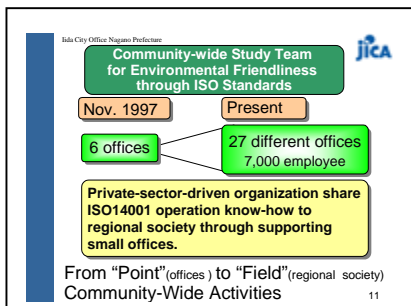 Iida City Office Nagano Prefecture
jICA
Community-wide Study Team
for Environmental Friendliness
through ISO Standards
Nov. 1997
Present
6 offices
27 different offices
7,000 employee
Private-sector-driven organization share
ISO14001 operation know-how to
regional society through supporting
small offices.
From “Point”(offices ) to “Field”(regional society)
Community-Wide Activities
11